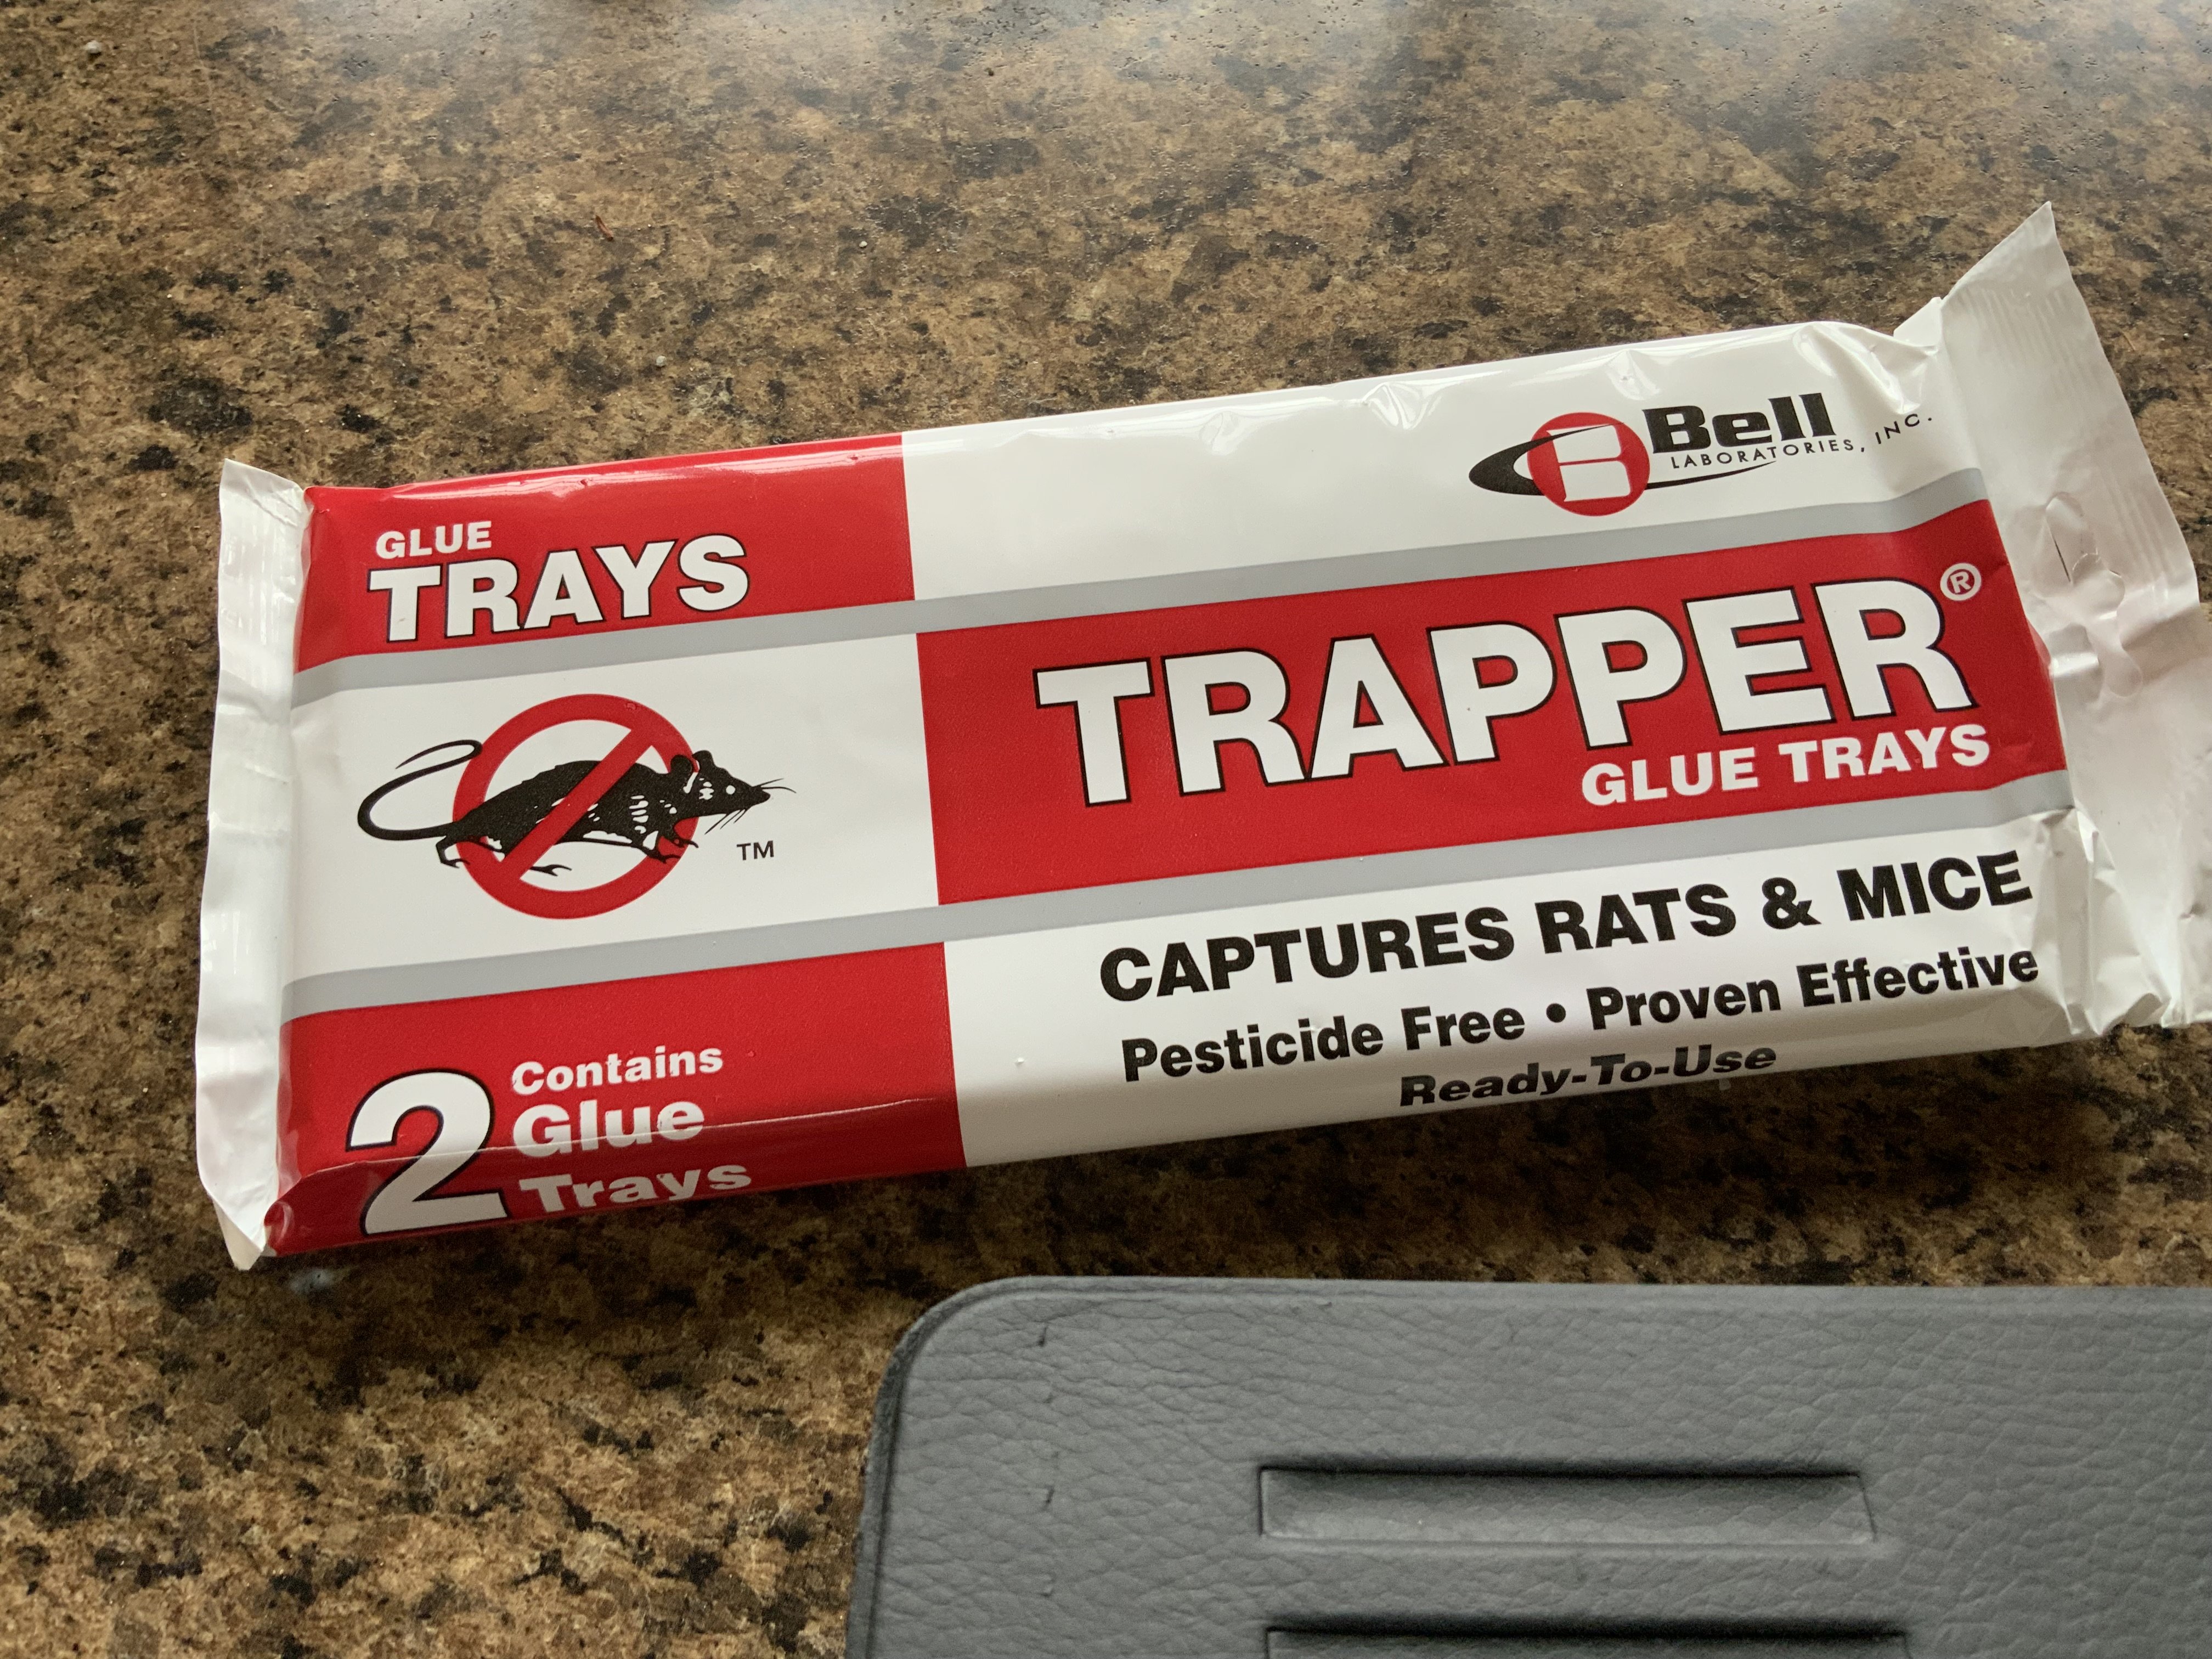 GLUE
TRAYS
Bell
LABORATORIES, INC.
TRAPPER®
GLUE TRAYS
TM
CAPTURES RATS & MICE
Pesticide Free • Proven Effective
Ready-To-Use
2 Contains
Glue
Trays